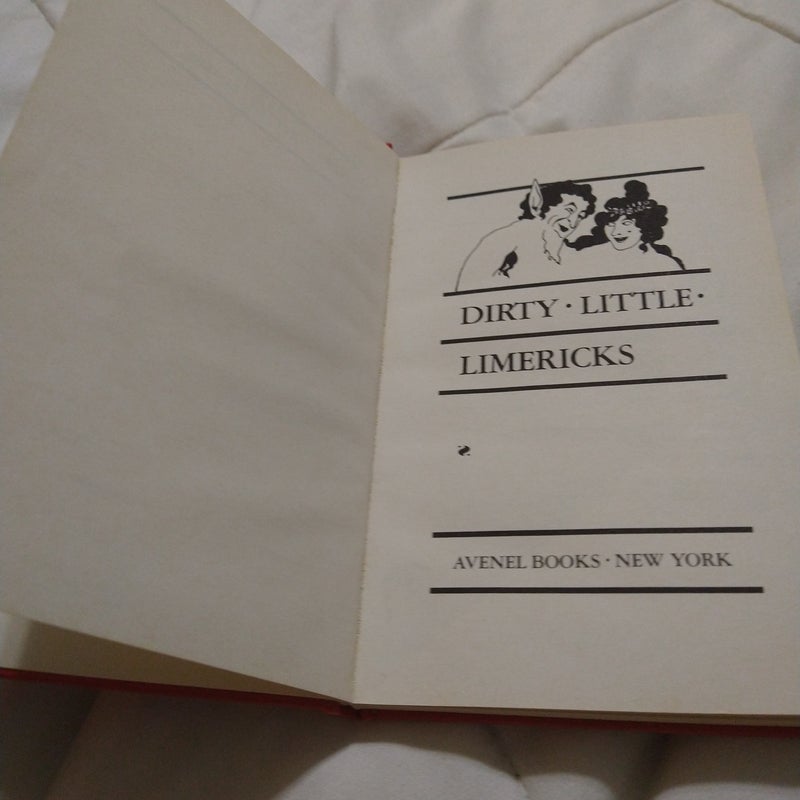 DIRTY · LITTLE ·
LIMERICKS
AVENEL BOOKS · NEW YORK